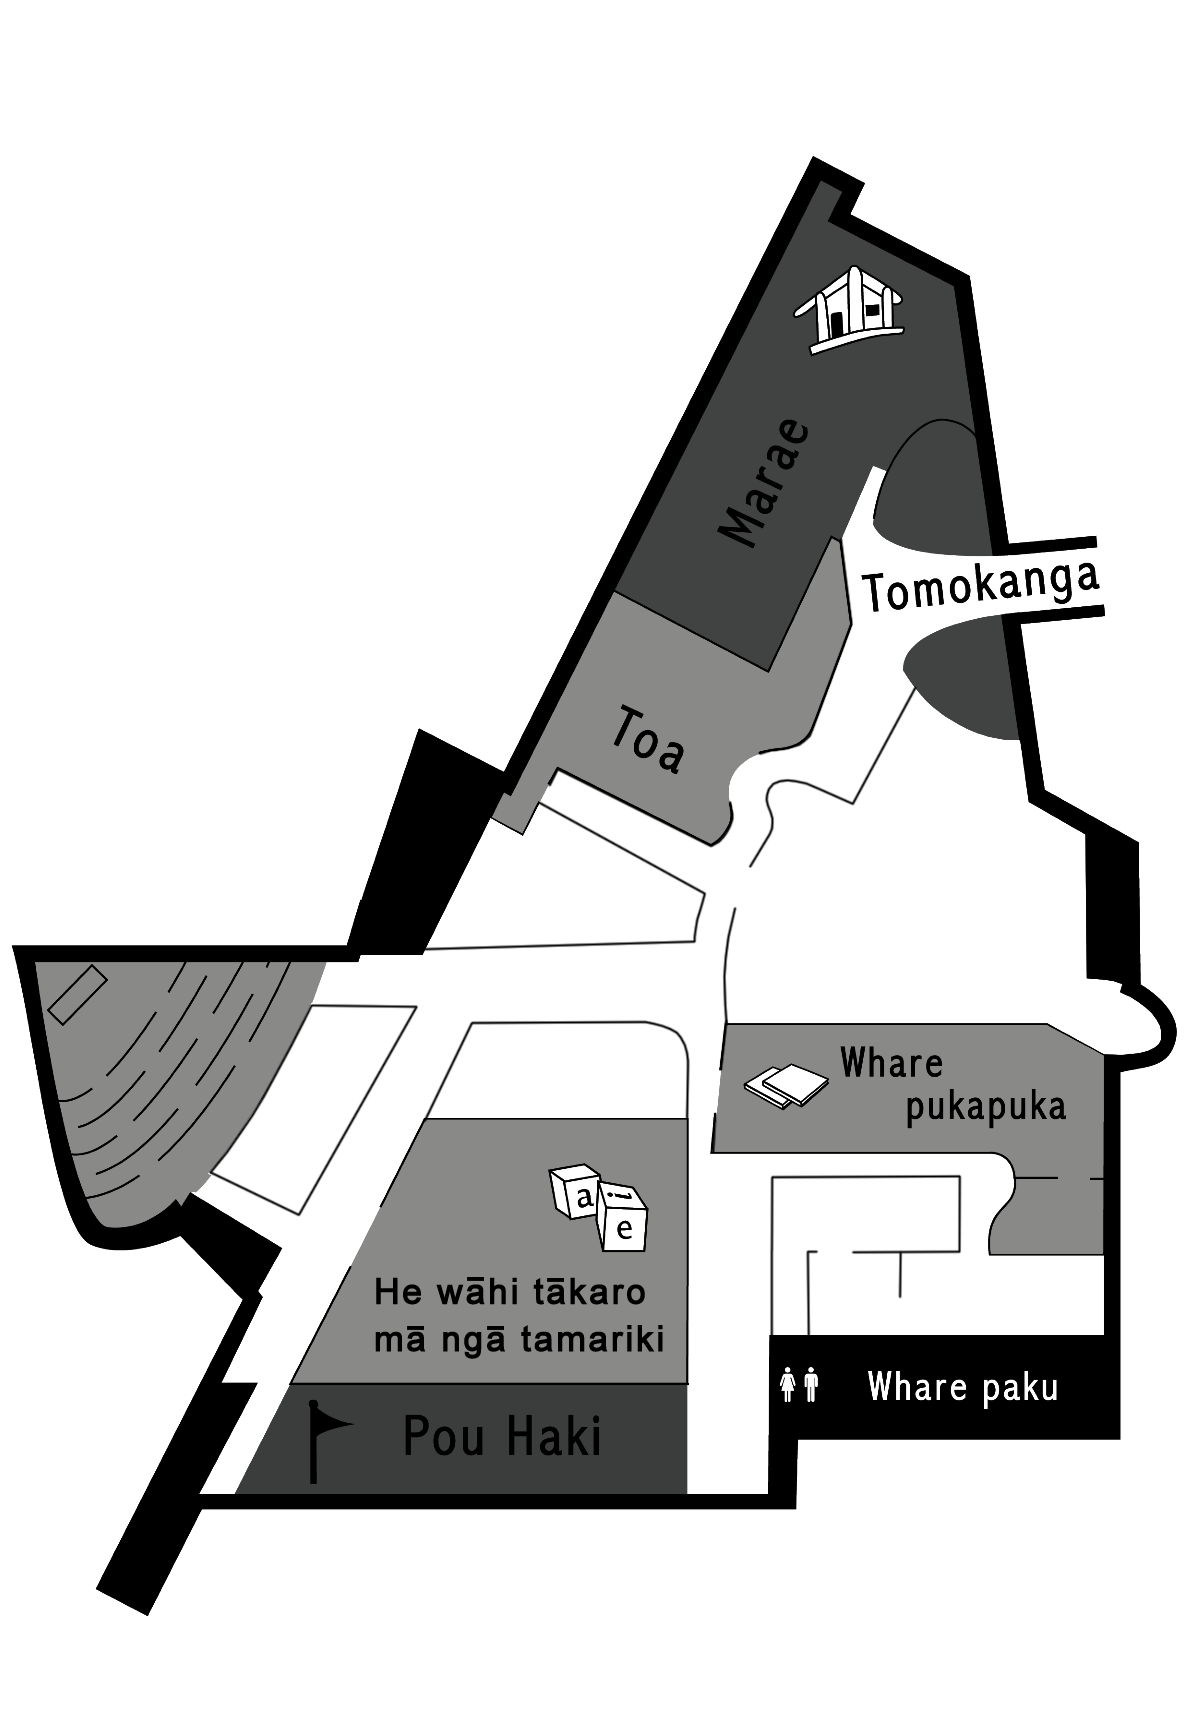 Marae
Tomokanga
Toa
Whare
pukapuka
a
i
e
He wāhi tākaro
mā ngā tamariki
Whare paku
Pou Haki